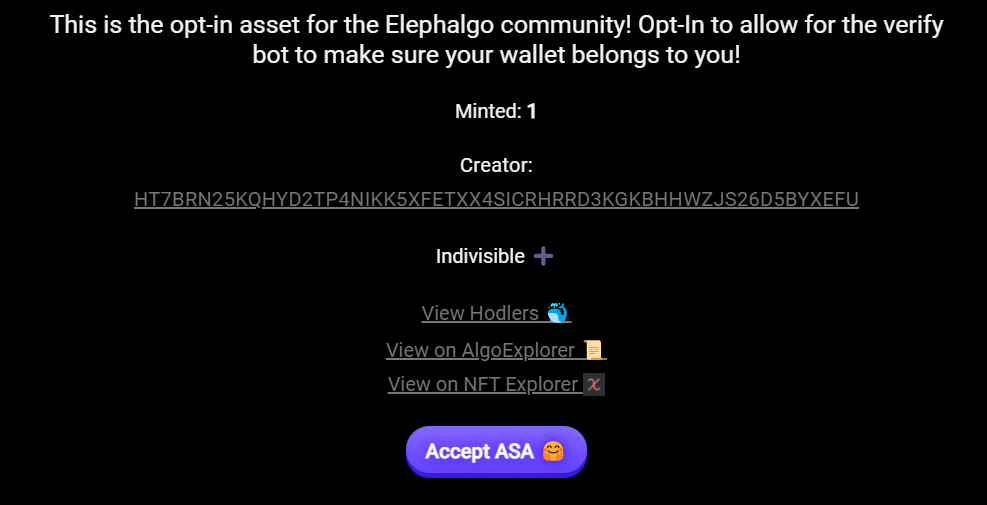 This is the opt-in asset for the Elephalgo community! Opt-In to allow for the verify
bot to make sure your wallet belongs to you!
Minted: 1
Creator:
HT7BRN25KQHYD2TP4NIKK5XFETXX4SICRHRRD3KGKBHHWZJS26D5BYXEFU
Indivisible ➕
View Hodlers 🐳
View on AlgoExplorer 📜
View on NFT Explorer
Accept ASA 🤗